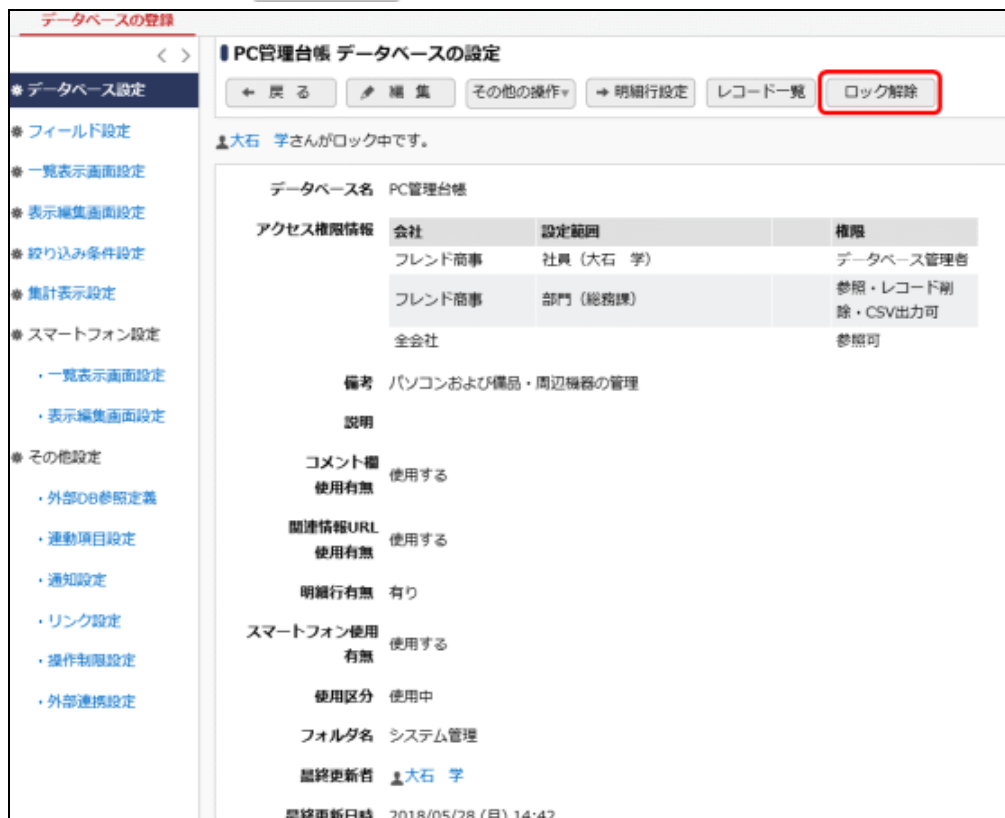 データベースの登録
< >
データベース設定
フィールド設定
一覧表示画面設定
表示編集画面設定
絞り込み条件設定
集計表示設定
スマートフォン設定
・一覧表示画面設定
・表示編集画面設定
その他設定
・外部DB参照定義
・連動項目設定
・通知設定
・リンク設定
・操作制限設定
・外部連携設定
PC管理台帳 データベースの設定
戻る 編集 その他の操作 明細行設定 レコード一覧 ロック解除
大石 学さんがロック中です。
データベース名 PC管理台帳
アクセス権限情報 会社 設定範囲 権限
フレンド商事 社員（大石 学） データベース管理者
フレンド商事 部門（総務課） 参照・レコード削
除・CSV出力可
全会社 参照可
備考 パソコンおよび備品・周辺機器の管理
説明
コメント欄
使用有無 使用する
関連情報URL
使用有無 使用する
明細行有無 有り
スマートフォン使用
有無 使用する
使用区分 使用中
フォルダ名 システム管理
最終更新者 大石 学
最終更新日時 2018/05/28 (月) 14:42